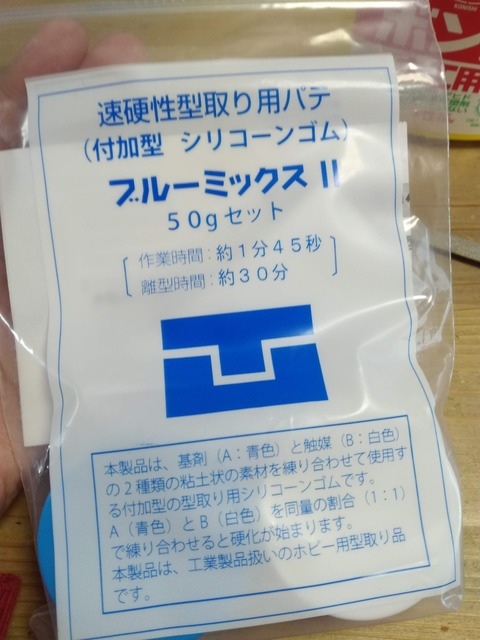 速硬性型取り用パテ
(付加型 シリコーンゴム)
ブルーミックスⅡ
50gセット
作業時間:約1分45秒
離型時間:約30分
本製品は、基剤(A:青色)と触媒(B:白色)
の2種類の粘土状の素材を練り合わせて使用す
る付加型の型取り用シリコーンゴムです。
A(青色)とB(白色)を同量の割合(1:1)
で練り合わせると硬化が始まります。
本製品は、工業製品扱いのホビー用型取り品
です。